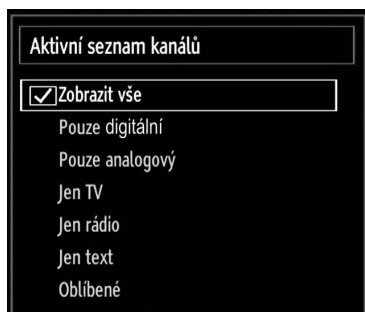 Aktivní seznam kanálů
Zobrazit vše
Pouze digitální
Pouze analogový
Jen TV
Jen rádio
Jen text
Oblíbené